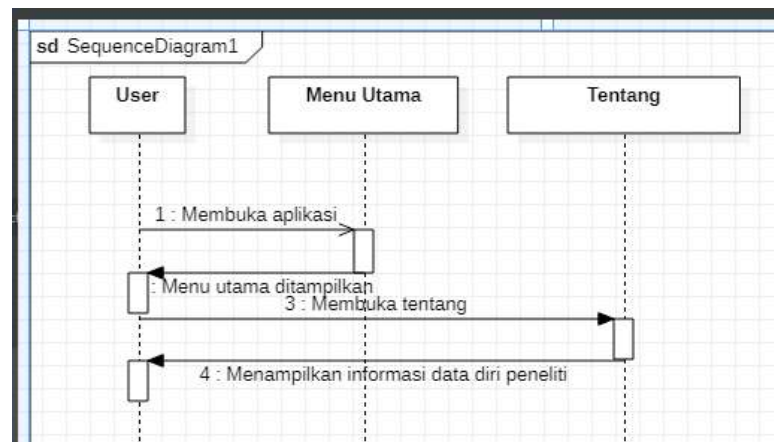 sd SequenceDiagram1
User
Menu Utama
Tentang
1 : Membuka aplikasi
: Menu utama ditampilkan
3 : Membuka tentang
4 : Menampilkan informasi data diri peneliti